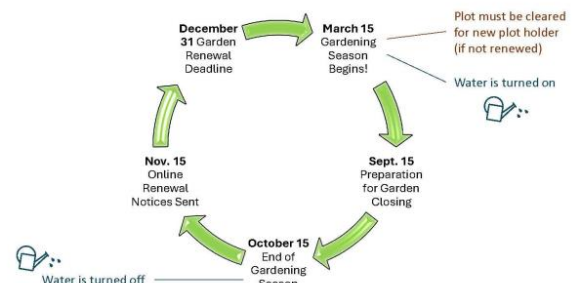 December
31 Garden
Renewal
Deadline
March 15
Gardening
Season
Begins!
Plot must be cleared
for new plot holder
(if not renewed)
Water is turned on
Sept. 15
Preparation
for Garden
Closing
October 15
End of
Gardening
Season
Water is turned off
Nov. 15
Online
Renewal
Notices Sent